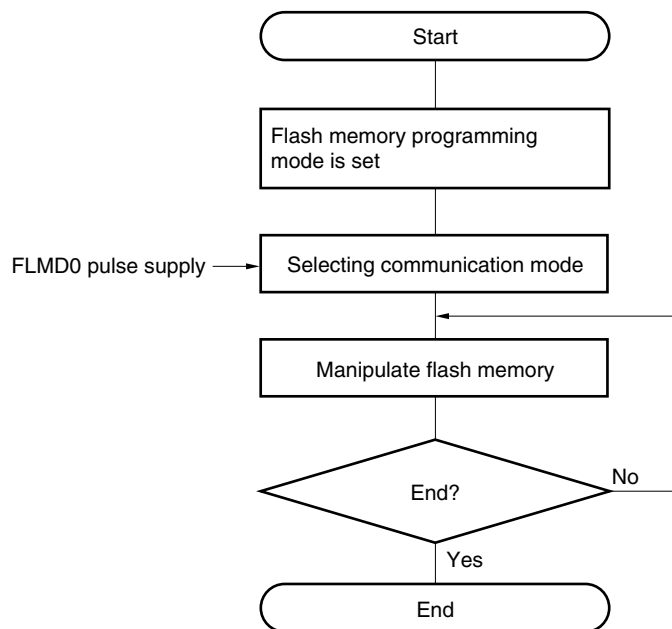 Start
Flash memory programming
mode is set
FLMD0 pulse supply
Selecting communication mode
Manipulate flash memory
End?
No
Yes
End